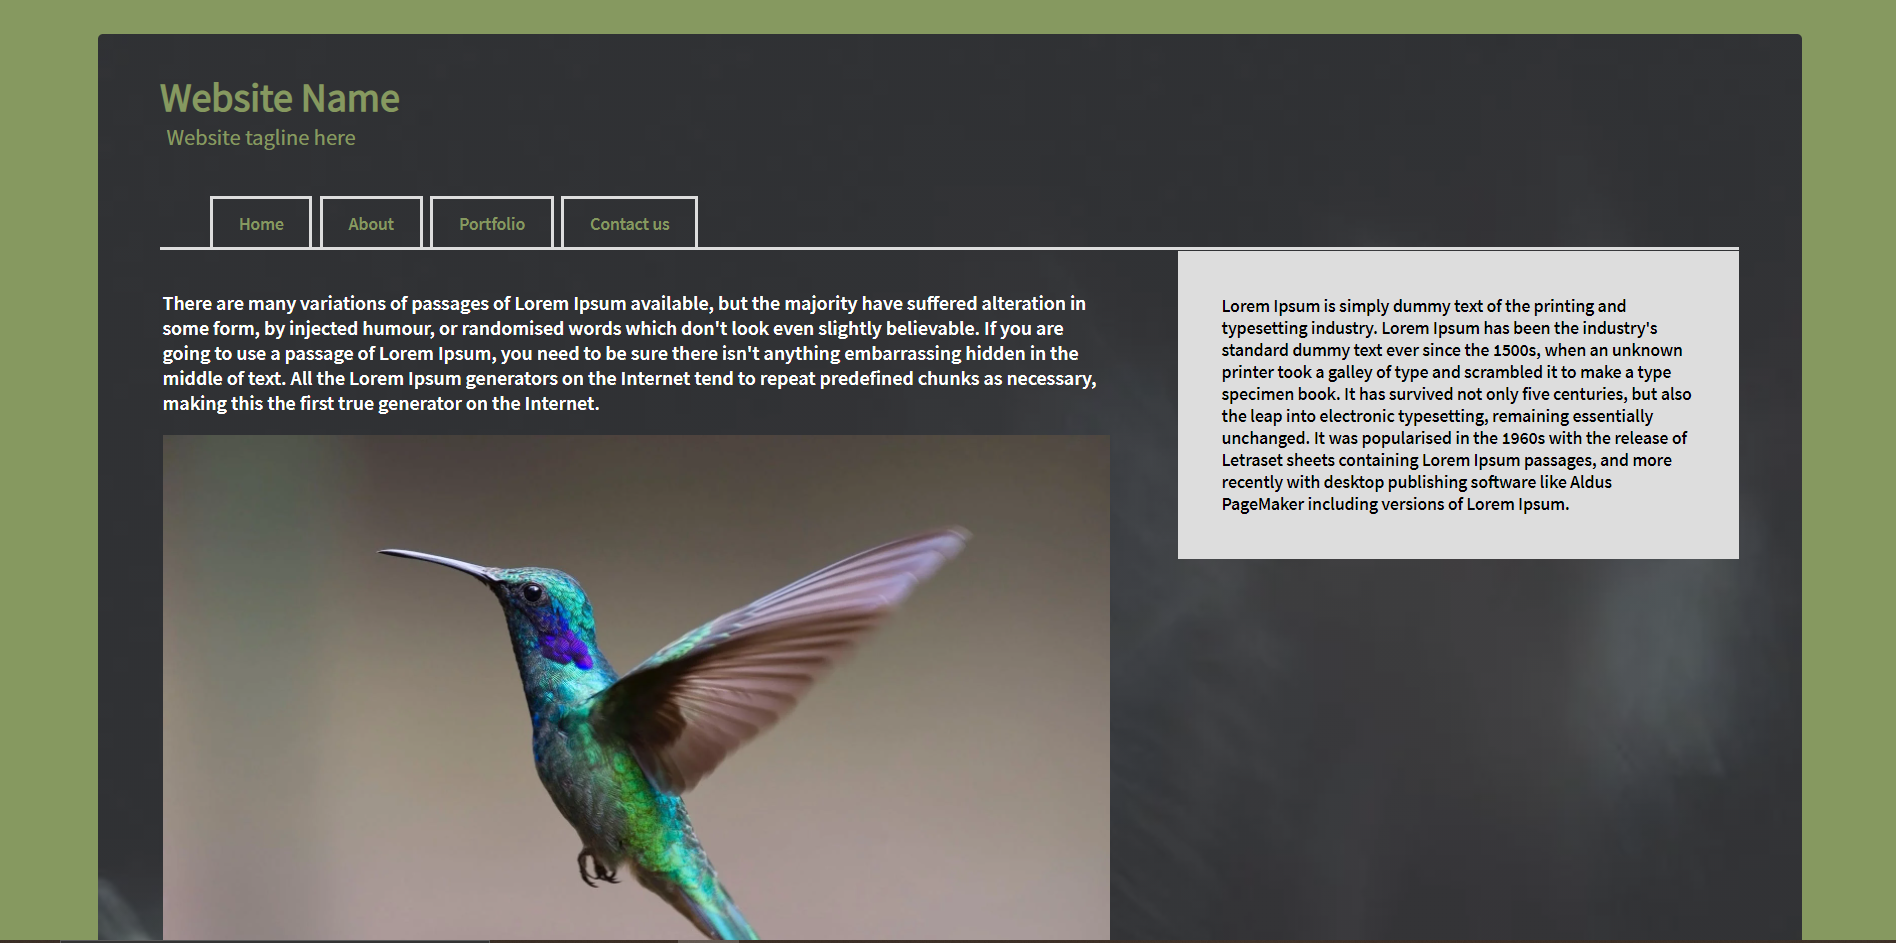 Website Name
Website tagline here
Home
About
Portfolio
Contact us
There are many variations of passages of Lorem Ipsum available, but the majority have suffered alteration in
some form, by injected humour, or randomised words which don't look even slightly believable. If you are
going to use a passage of Lorem Ipsum, you need to be sure there isn't anything embarrassing hidden in the
middle of text. All the Lorem Ipsum generators on the Internet tend to repeat predefined chunks as necessary,
making this the first true generator on the Internet.
Lorem Ipsum is simply dummy text of the printing and
typesetting industry. Lorem Ipsum has been the industry's
standard dummy text ever since the 1500s, when an unknown
printer took a galley of type and scrambled it to make a type
specimen book. It has survived not only five centuries, but also
the leap into electronic typesetting, remaining essentially
unchanged. It was popularised in the 1960s with the release of
Letraset sheets containing Lorem Ipsum passages, and more
recently with desktop publishing software like Aldus
PageMaker including versions of Lorem Ipsum.